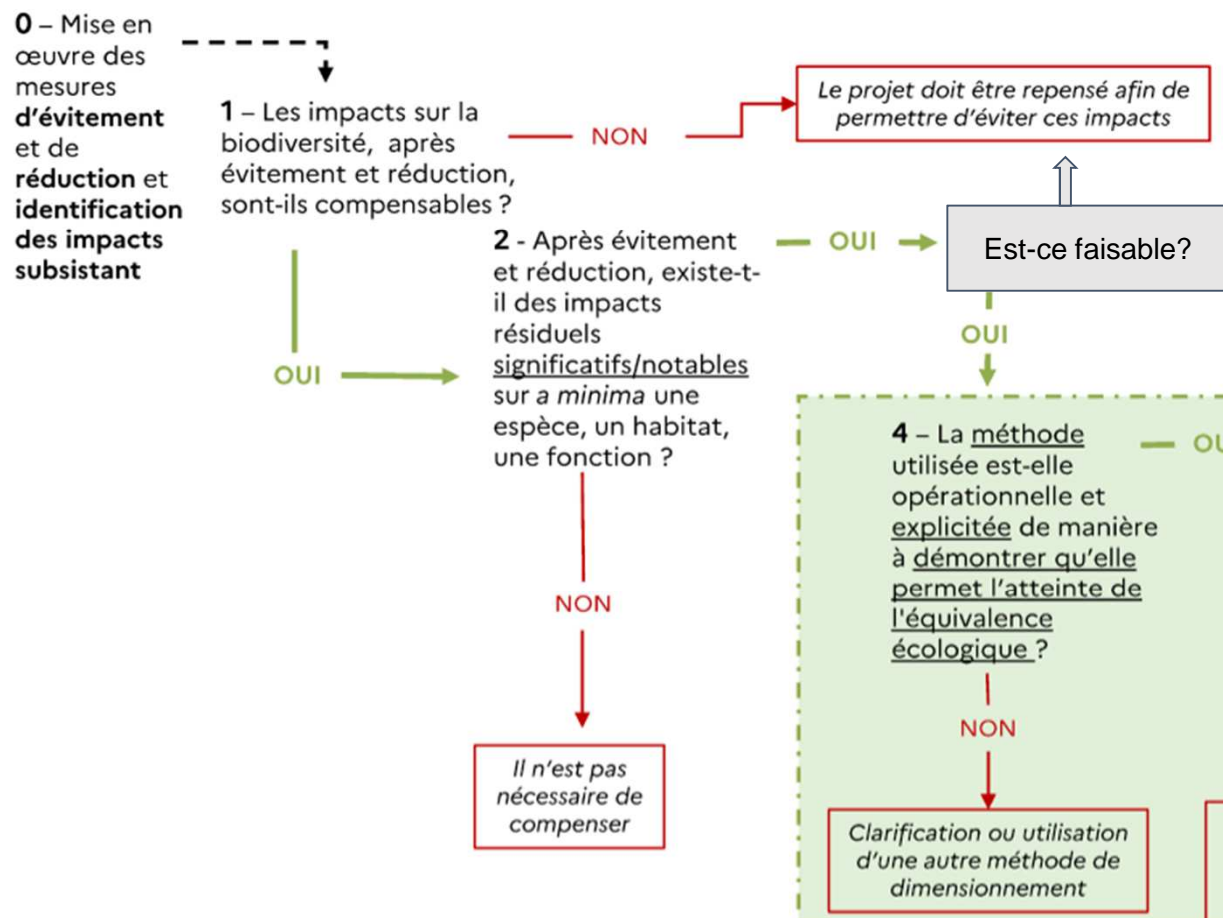 0 – Mise en
œuvre des
mesures
d'évitement
et de
réduction et
identification
des impacts
subsistant
1 – Les impacts sur la
biodiversité, après
évitement et réduction,
sont-ils compensables ?
NON
Le projet doit être repensé afin de
permettre d'éviter ces impacts
OUI
2 - Après évitement
et réduction, existe-t-
il des impacts
résiduels
significatifs/notables
sur a minima une
espèce, un habitat,
une fonction ?
OUI
Est-ce faisable?
OUI
NON
Il n'est pas
nécessaire de
compenser
4 – La méthode
utilisée est-elle
opérationnelle et
explicitée de manière
à démontrer qu'elle
permet l'atteinte de
l'équivalence
écologique ?
NON
Clarification ou utilisation
d'une autre méthode de
dimensionnement